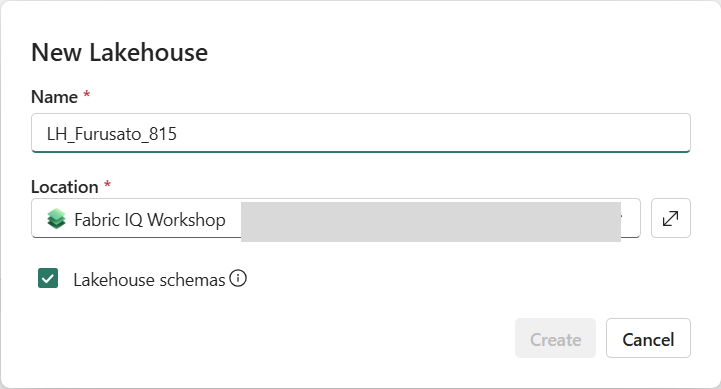 New Lakehouse
Name *
LH_Furusato_815
Location *
Fabric IQ Workshop
Lakehouse schemas
Create Cancel